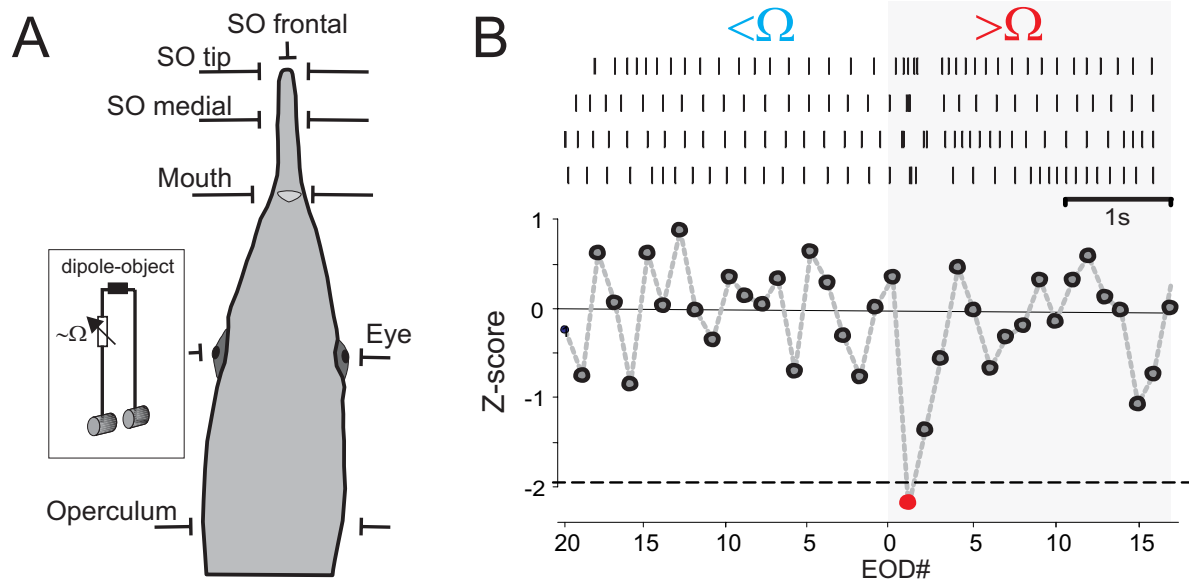 A
SO frontal
SO tip
SO medial
Mouth
dipole-object
~Ω
Eye
Operculum
B
<Ω >Ω
1s
Z-score
1
0
-1
-2
20 15 10 5 0 5 10 15
EOD#